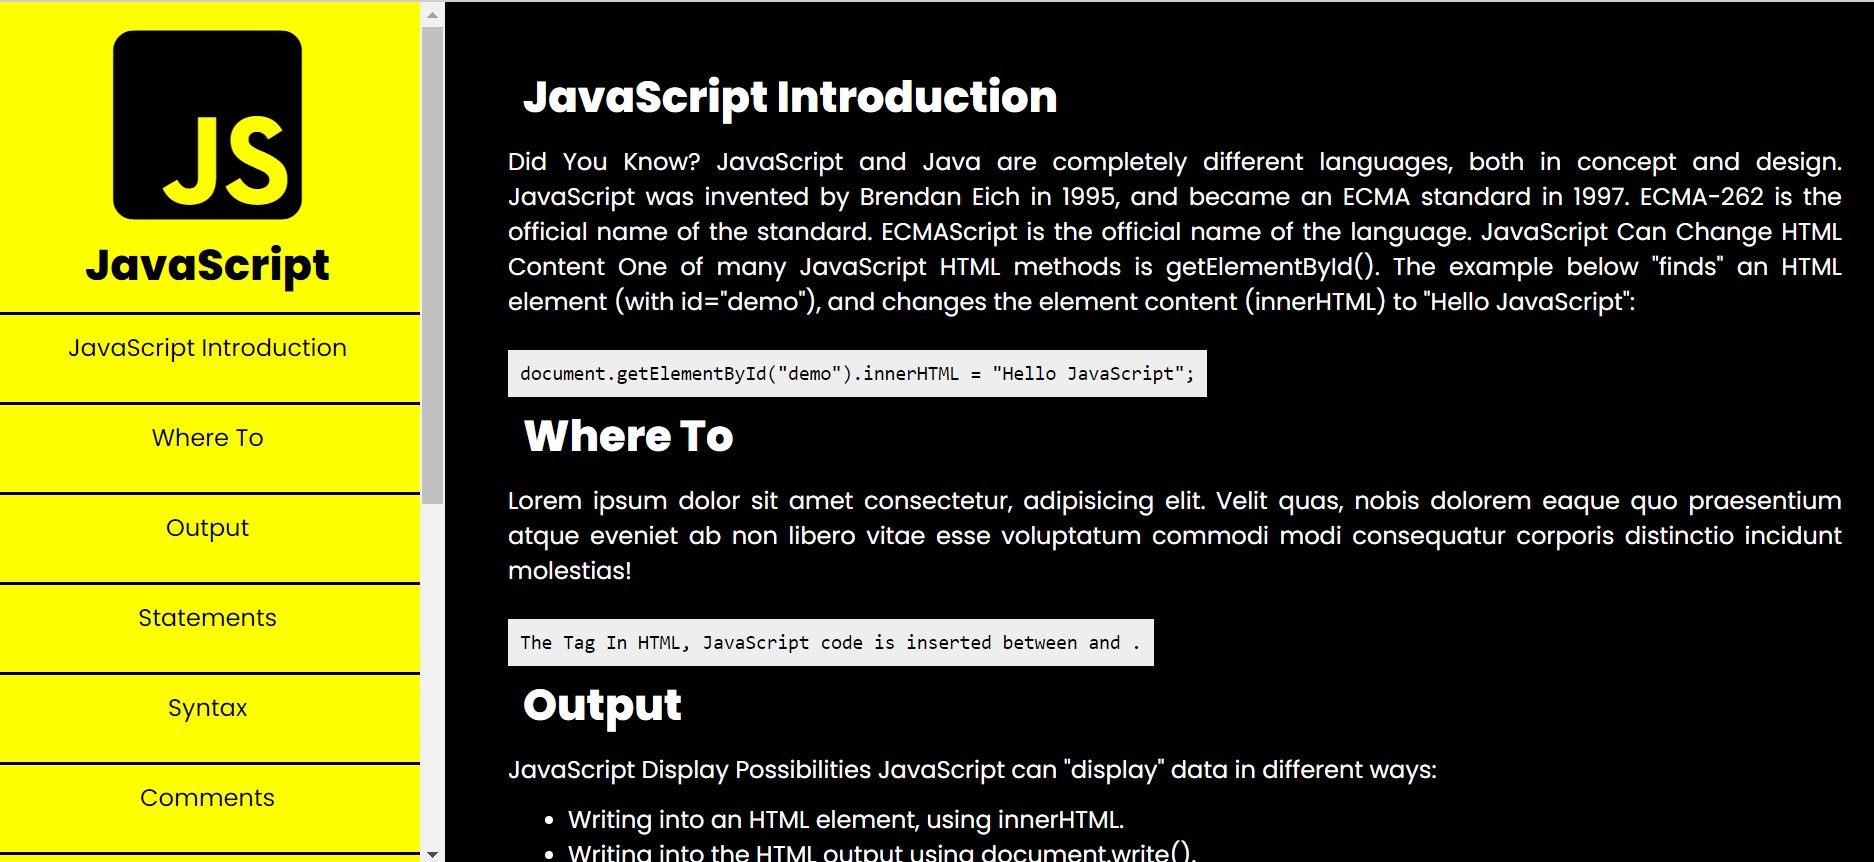 JS
JavaScript
JavaScript Introduction
Where To
Output
Statements
Syntax
Comments
JavaScript Introduction
Did You Know? JavaScript and Java are completely different languages, both in concept and design.
JavaScript was invented by Brendan Eich in 1995, and became an ECMA standard in 1997. ECMA-262 is the
official name of the standard. ECMAScript is the official name of the language. JavaScript Can Change HTML
Content One of many JavaScript HTML methods is getElementById(). The example below "finds" an HTML
element (with id="demo"), and changes the element content (innerHTML) to "Hello JavaScript":
document.getElementById("demo").innerHTML = "Hello JavaScript";
Where To
Lorem ipsum dolor sit amet consectetur, adipisicing elit. Velit quas, nobis dolorem eaque quo praesentium
atque eveniet ab non libero vitae esse voluptatum commodi modi consequatur corporis distinctio incidunt
molestias!
The Tag In HTML, JavaScript code is inserted between and .
Output
JavaScript Display Possibilities JavaScript can "display" data in different ways:
• Writing into an HTML element, using innerHTML.
• Writing into the HTML output using document.write().